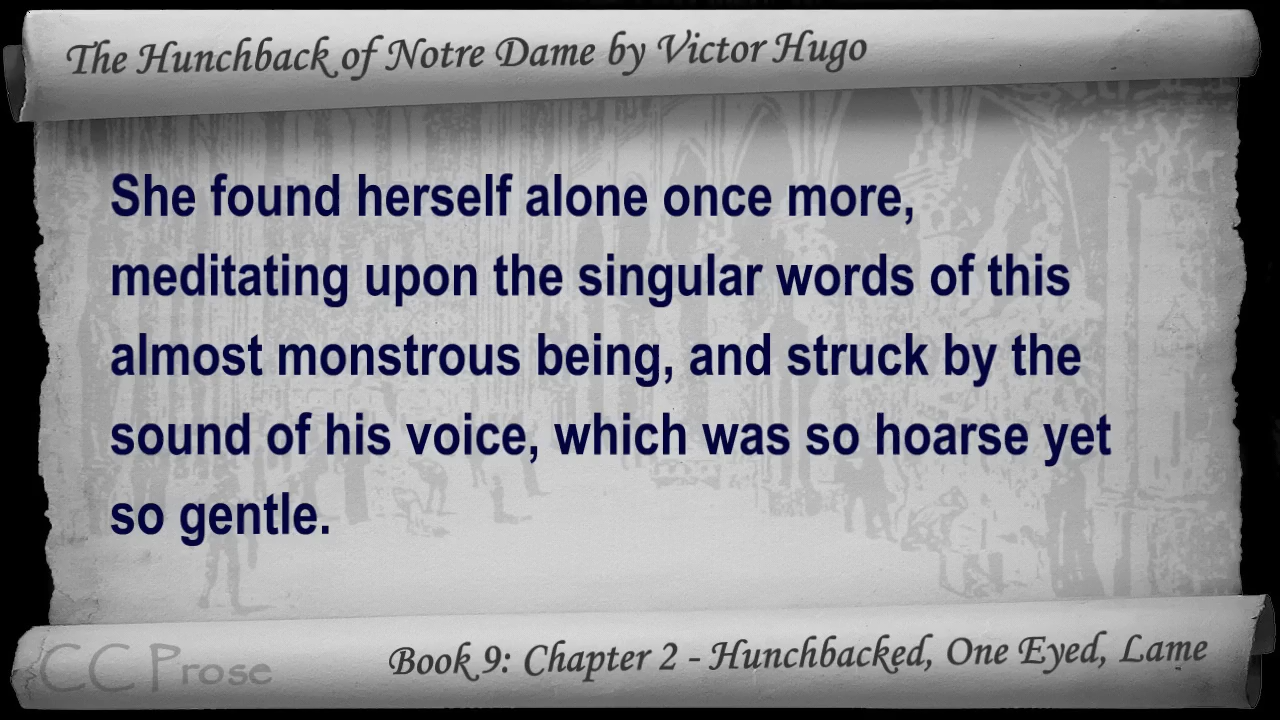 The Hunchback of Notre Dame by Victor Hugo
She found herself alone once more,
meditating upon the singular words of this
almost monstrous being, and struck by the
sound of his voice, which was so hoarse yet
so gentle.
CC Prose
Book 9: Chapter 2 - Hunchbacked, One Eyed, Lame